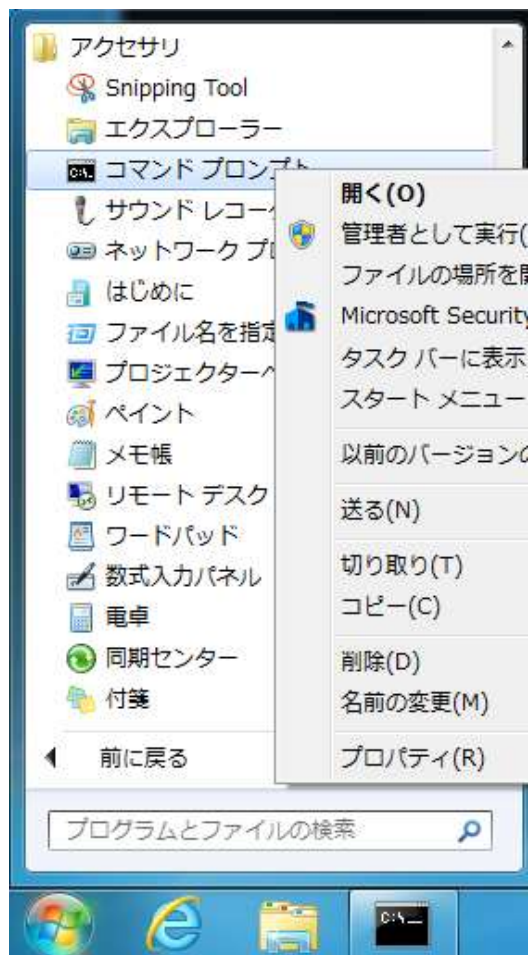 アクセサリ
Snipping Tool
エクスプローラー
コマンド プロンプト
サウンド レコー
ネットワーク プロ
はじめに
ファイル名を指定
プロジェクターへ
ペイント
メモ帳
リモート デスク
ワードパッド
数式入力パネル
電卓
同期センター
付箋
前に戻る
プログラムとファイルの検索
開く(O)
管理者として実行(
ファイルの場所を開
Microsoft Security
タスク バーに表示
スタート メニュー
以前のバージョンの
送る(N)
切り取り(T)
コピー(C)
削除(D)
名前の変更(M)
プロパティ(R)